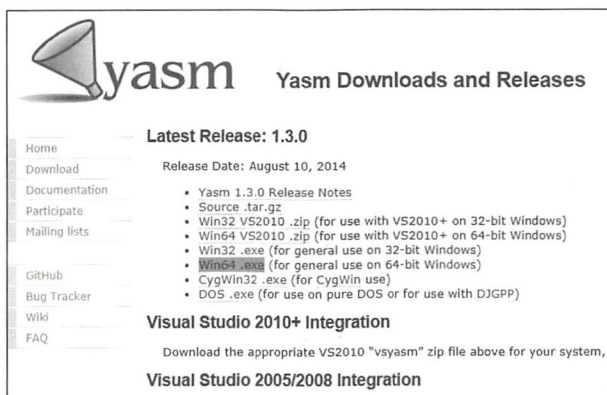 yasm
Yasm Downloads and Releases
Home
Download
Documentation
Participate
Mailing lists
GitHub
Bug Tracker
Wiki
FAQ
Latest Release: 1.3.0
Release Date: August 10, 2014
Yasm 1.3.0 Release Notes
Source .tar.gz
Win32 VS2010 .zip (for use with VS2010+ on 32-bit Windows)
Win64 VS2010 .zip (for use with VS2010+ on 64-bit Windows)
Win32 .exe (for general use on 32-bit Windows)
Win64 .exe (for general use on 64-bit Windows)
CygWin32 .exe (for CygWin use)
DOS .exe (for use on pure DOS or for use with DJGPP)
Visual Studio 2010+ Integration
Download the appropriate VS2010 "vsyasm" zip file above for your system,
Visual Studio 2005/2008 Integration